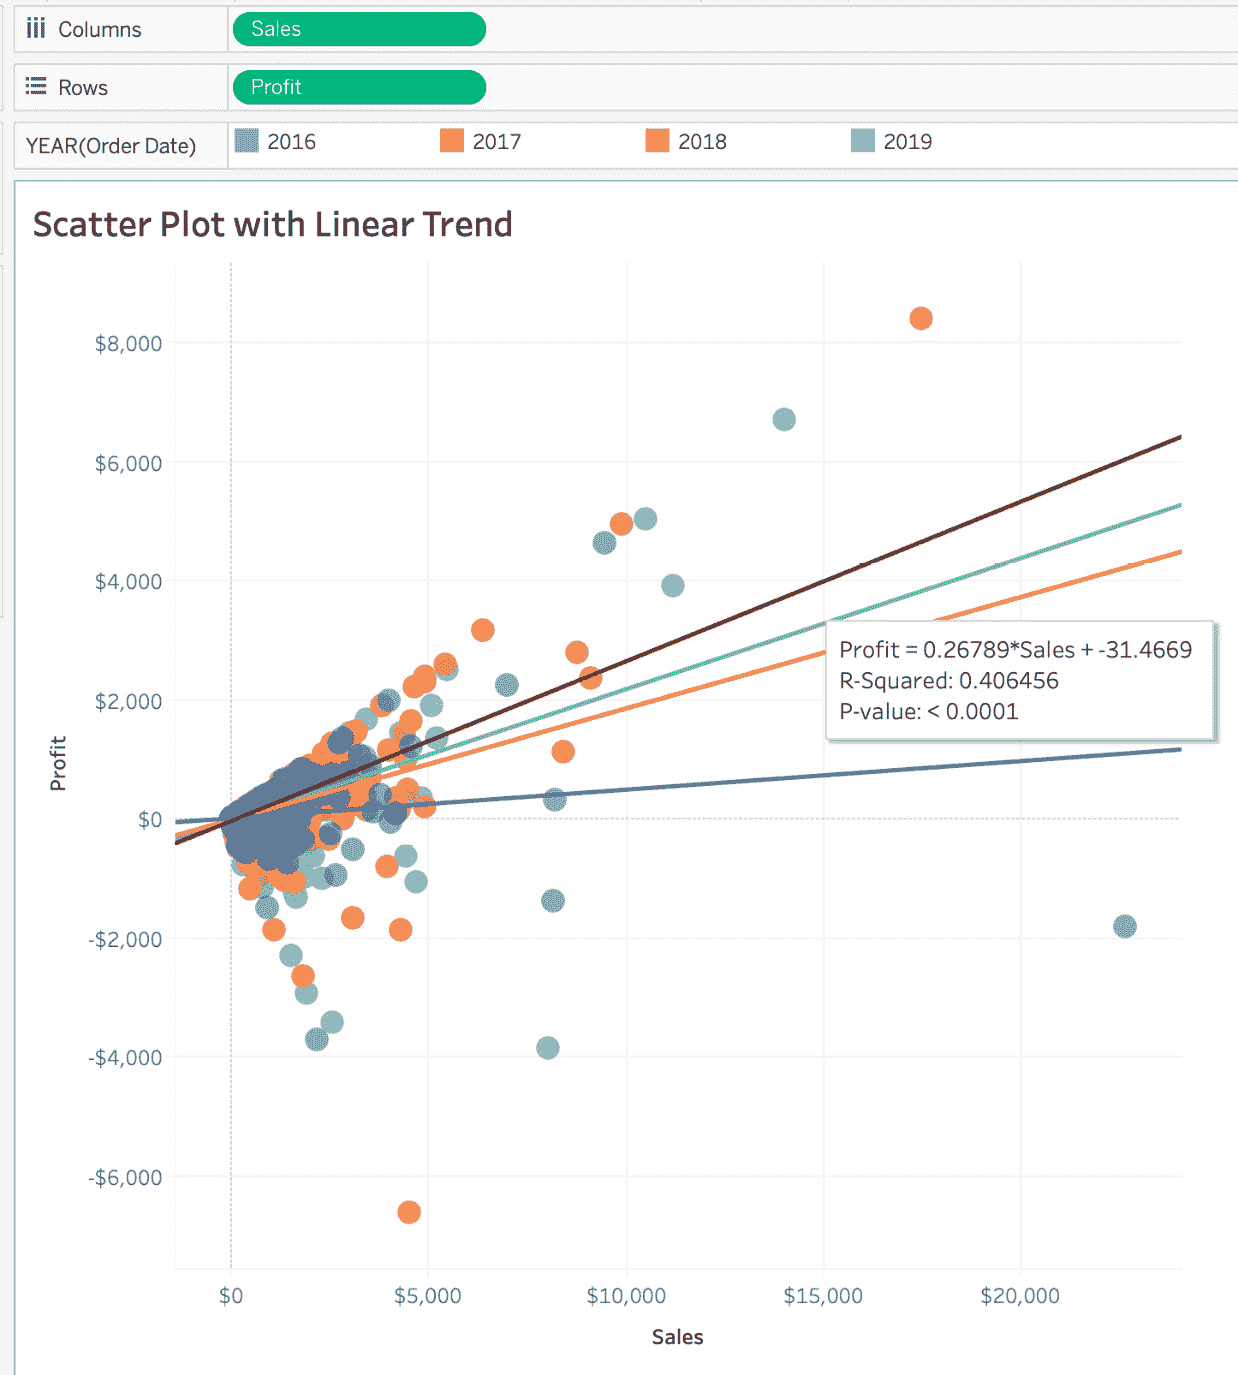 Columns Sales
Rows Profit
YEAR(Order Date) 2016 2017 2018 2019
Scatter Plot with Linear Trend
$8,000
$6,000
$4,000
Profit = 0.26789*Sales + -31.4669
R-Squared: 0.406456
P-value: < 0.0001
$2,000
Profit
$0
-$2,000
-$4,000
-$6,000
$0 $5,000 $10,000 $15,000 $20,000
Sales